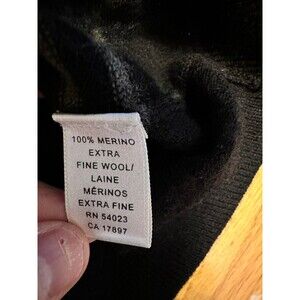 100% MERINO
EXTRA
FINE WOOL/
LAINE
MÉRINOS
EXTRA FINE
RN 54023
CA 17897